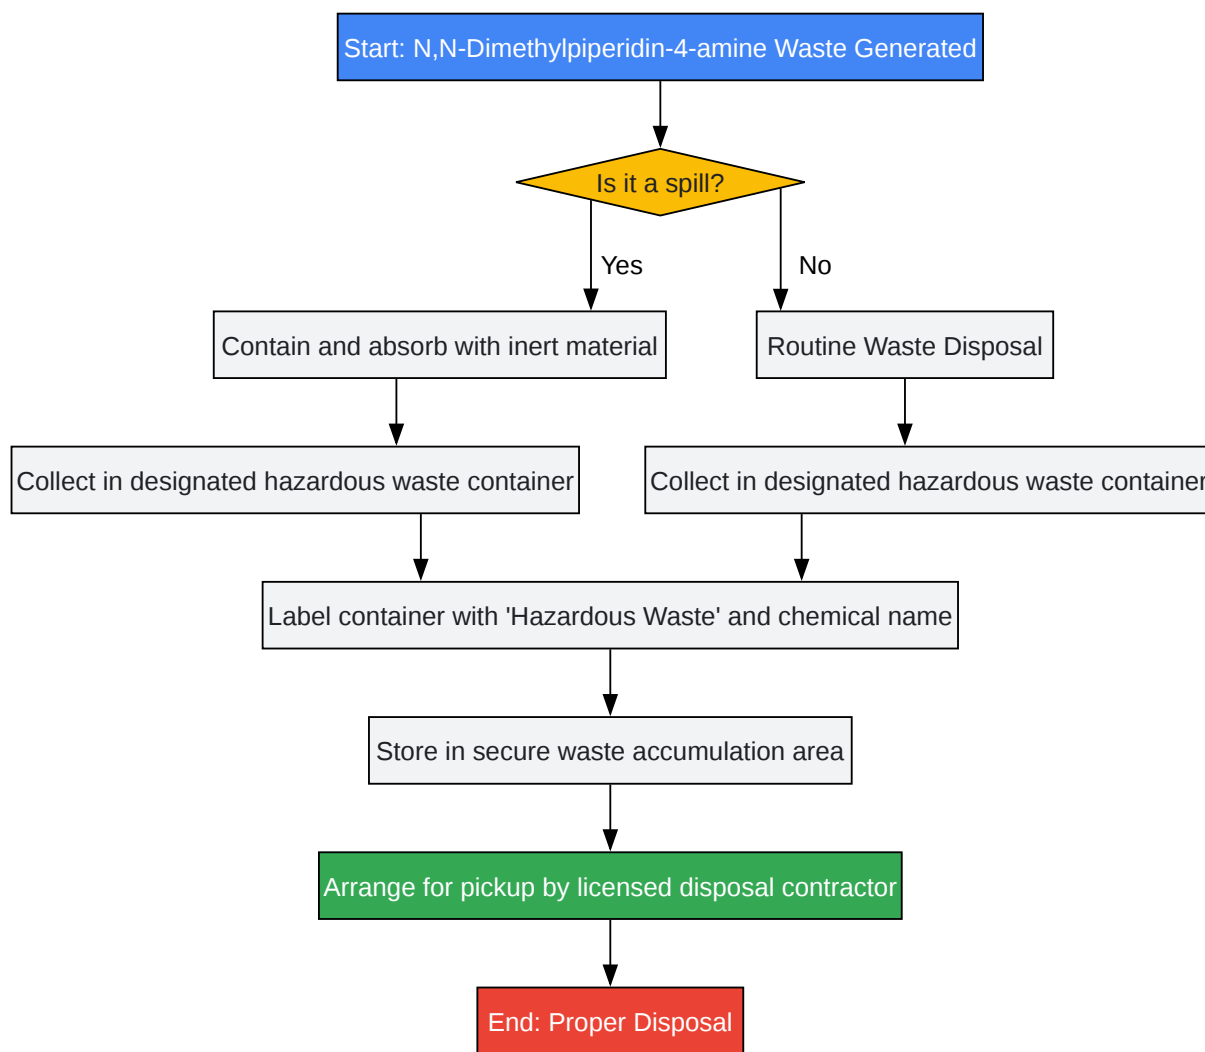 Start: N,N-Dimethylpiperidin-4-amine Waste Generated
Is it a spill?
Yes
No
Contain and absorb with inert material
Routine Waste Disposal
Collect in designated hazardous waste container
Collect in designated hazardous waste container
Label container with 'Hazardous Waste' and chemical name
Store in secure waste accumulation area
Arrange for pickup by licensed disposal contractor
End: Proper Disposal